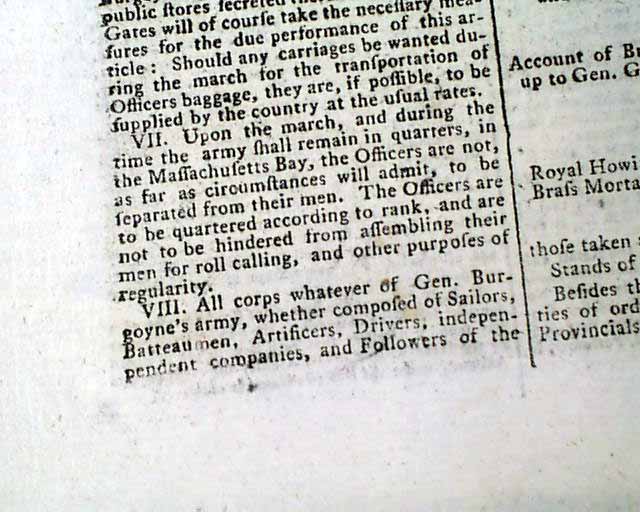 public ſtores ſecreted
Gates will of courſe take the neceſſary mea-
ſures for the due performance of this ar-
ticle: Should any carriages be wanted du-
ring the march for the tranſportation of
Officers baggage, they are, if poſſible, to be
ſupplied by the country at the uſual rates.
VII. Upon the march, and during the
time the army ſhall remain in quarters, in
the Maſſachuſetts Bay, the Officers are not,
as far as circumſtances will admit, to be
ſeparated from their men. The Officers are
to be quartered according to rank, and are
not to be hindered from aſſembling their
men for roll calling, and other purpoſes of
regularity.
VIII. All corps whatever of Gen. Bur-
goyne's army, whether compoſed of Sailors,
Batteaumen, Artificers, Drivers, indepen-
pendent companies, and Followers of the
Account of Br
up to Gen. G
Royal Howi
Braſs Morta
thoſe taken
Stands of
Beſides th
ties of ord
Provincials